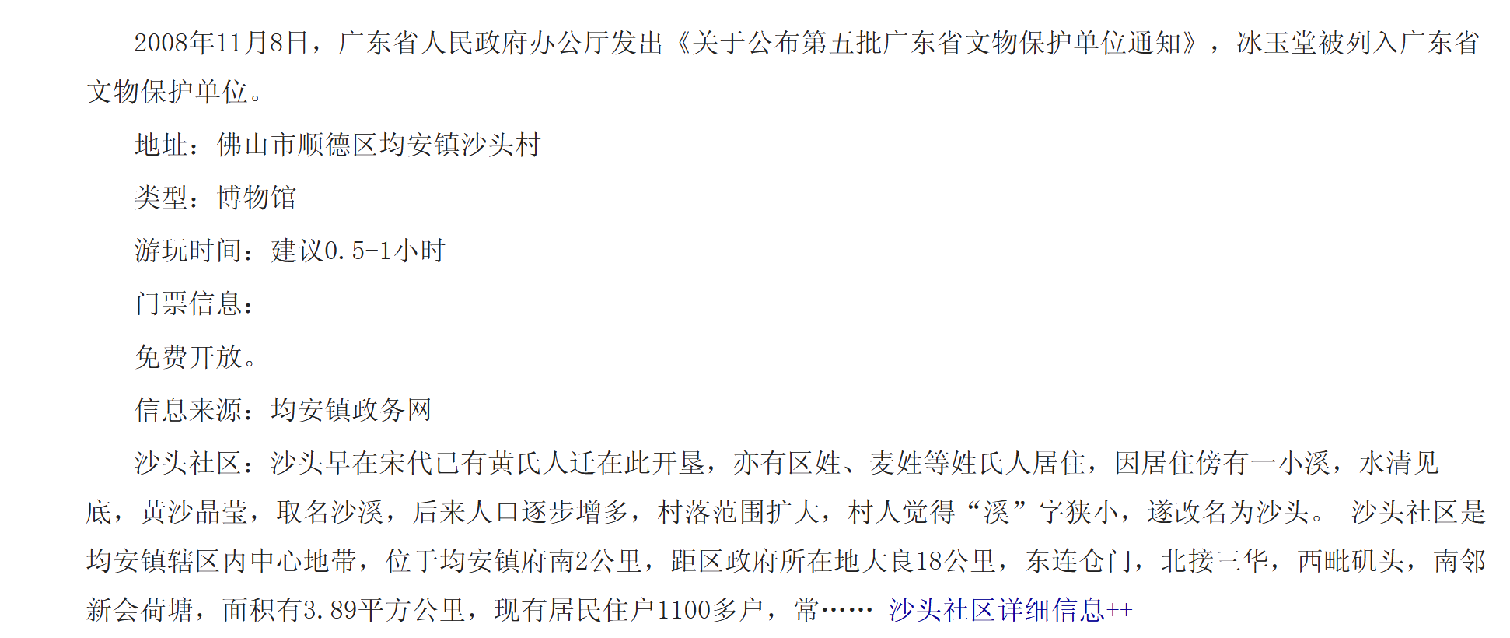 2008年11月8日，广东省人民政府办公厅发出《关于公布第五批广东省文物保护单位通知》，冰玉堂被列入广东省
文物保护单位。
地址：佛山市顺德区均安镇沙头村
类型：博物馆
游玩时间：建议0.5-1小时
门票信息：
免费开放。
信息来源：均安镇政务网
沙头社区：沙头早在宋代已有黄氏人迁在此开垦，亦有区姓、麦姓等姓氏人居住，因居住傍有一小溪，水清见
底，黄沙晶莹，取名沙溪，后来人口逐步增多，村落范围扩大，村人觉得“溪”字狭小，遂改名为沙头。 沙头社区是
均安镇辖区内中心地带，位于均安镇府南2公里，距区政府所在地大良18公里，东连仓门，北接三华，西毗矶头，南邻
新会荷塘，面积有3.89平方公里，现有居民住户1100多户，常…… 沙头社区详细信息++